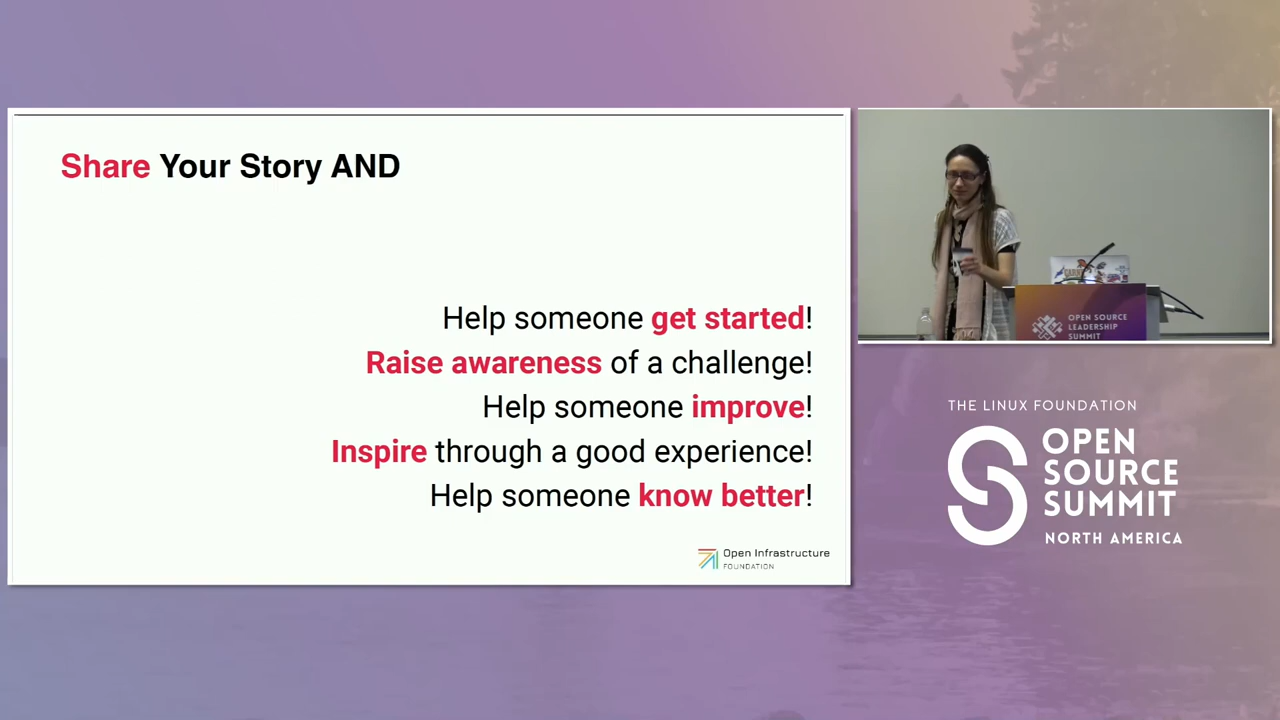 Share Your Story AND
Help someone get started!
Raise awareness of a challenge!
Help someone improve!
Inspire through a good experience!
Help someone know better!
Open Infrastructure
FOUNDATION
OPEN SOURCE
LEADERSHIP
SUMMIT
THE LINUX FOUNDATION
OPEN
SOURCE
SUMMIT
NORTH AMERICA